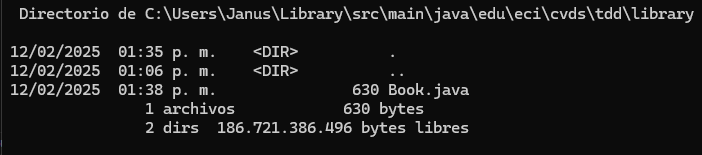 Directorio de C:\Users\Janus\Library\src\main\java\edu\eci\cvds\tdd\library
12/02/2025  01:35 p. m.    <DIR>          .
12/02/2025  01:06 p. m.    <DIR>          ..
12/02/2025  01:38 p. m.               630 Book.java
               1 archivos            630 bytes
               2 dirs  186.721.386.496 bytes libres